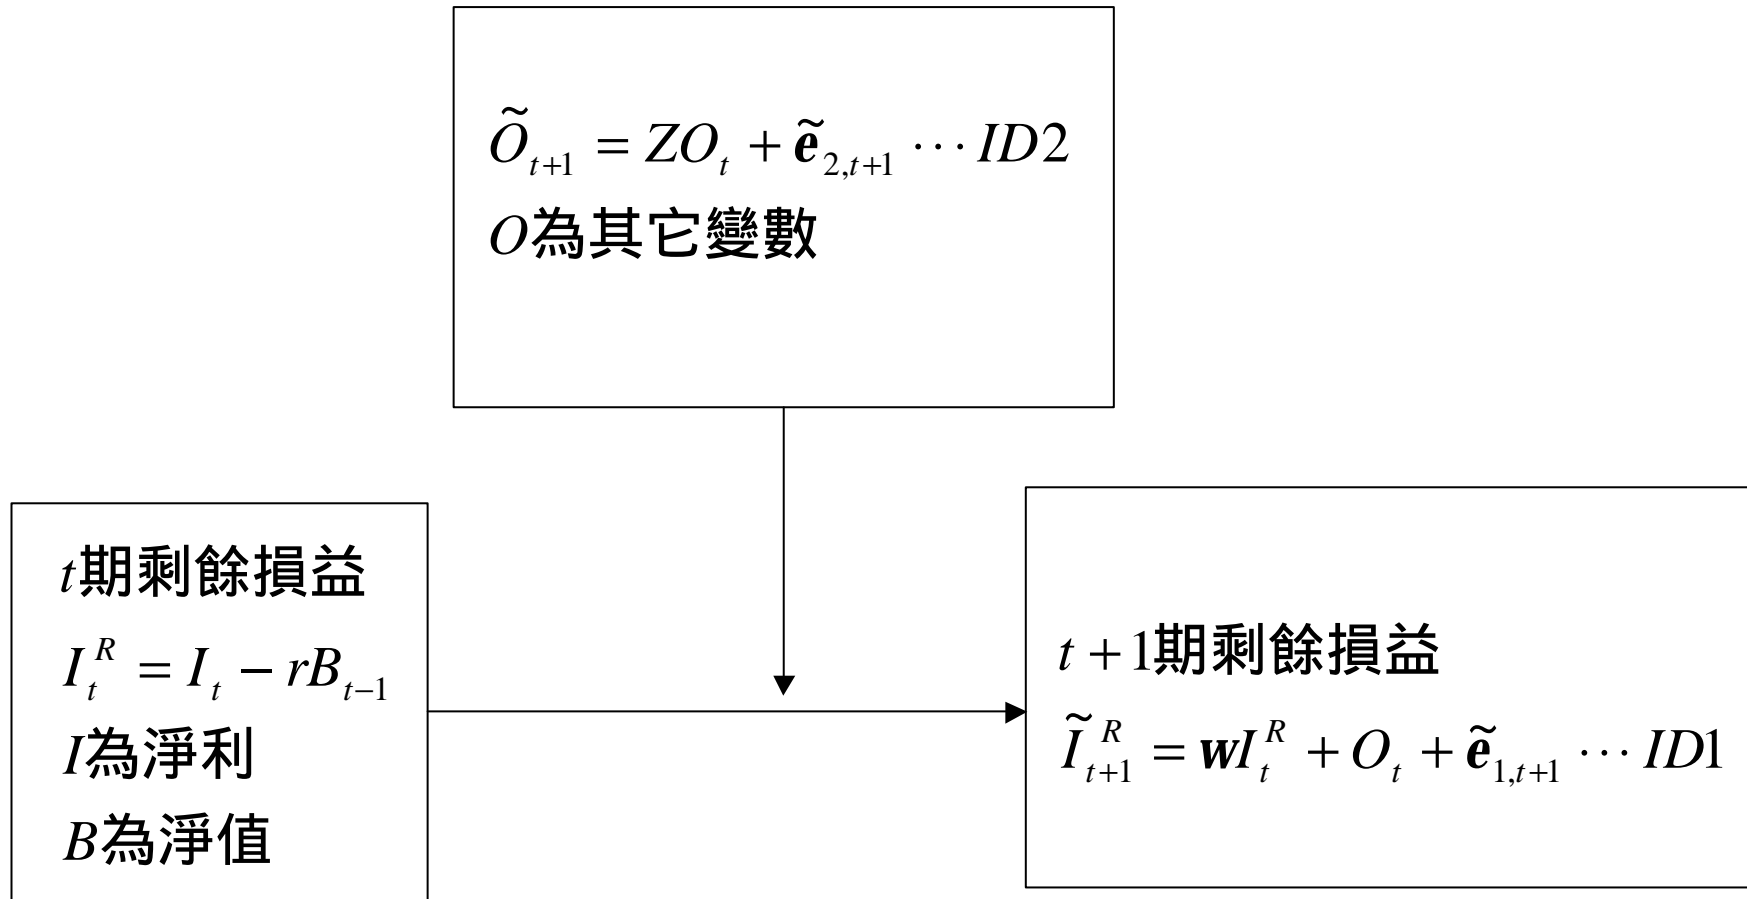 Õ_{t+1} = ZO_t + ẽ_{2,t+1} ⋯ ID2
O為其它變數
t期剩餘損益
I_t^R = I_t − rB_{t−1}
I為淨利
B為淨值
t+1期剩餘損益
Ĩ_{t+1}^R = wI_t^R + O_t + ẽ_{1,t+1} ⋯ ID1